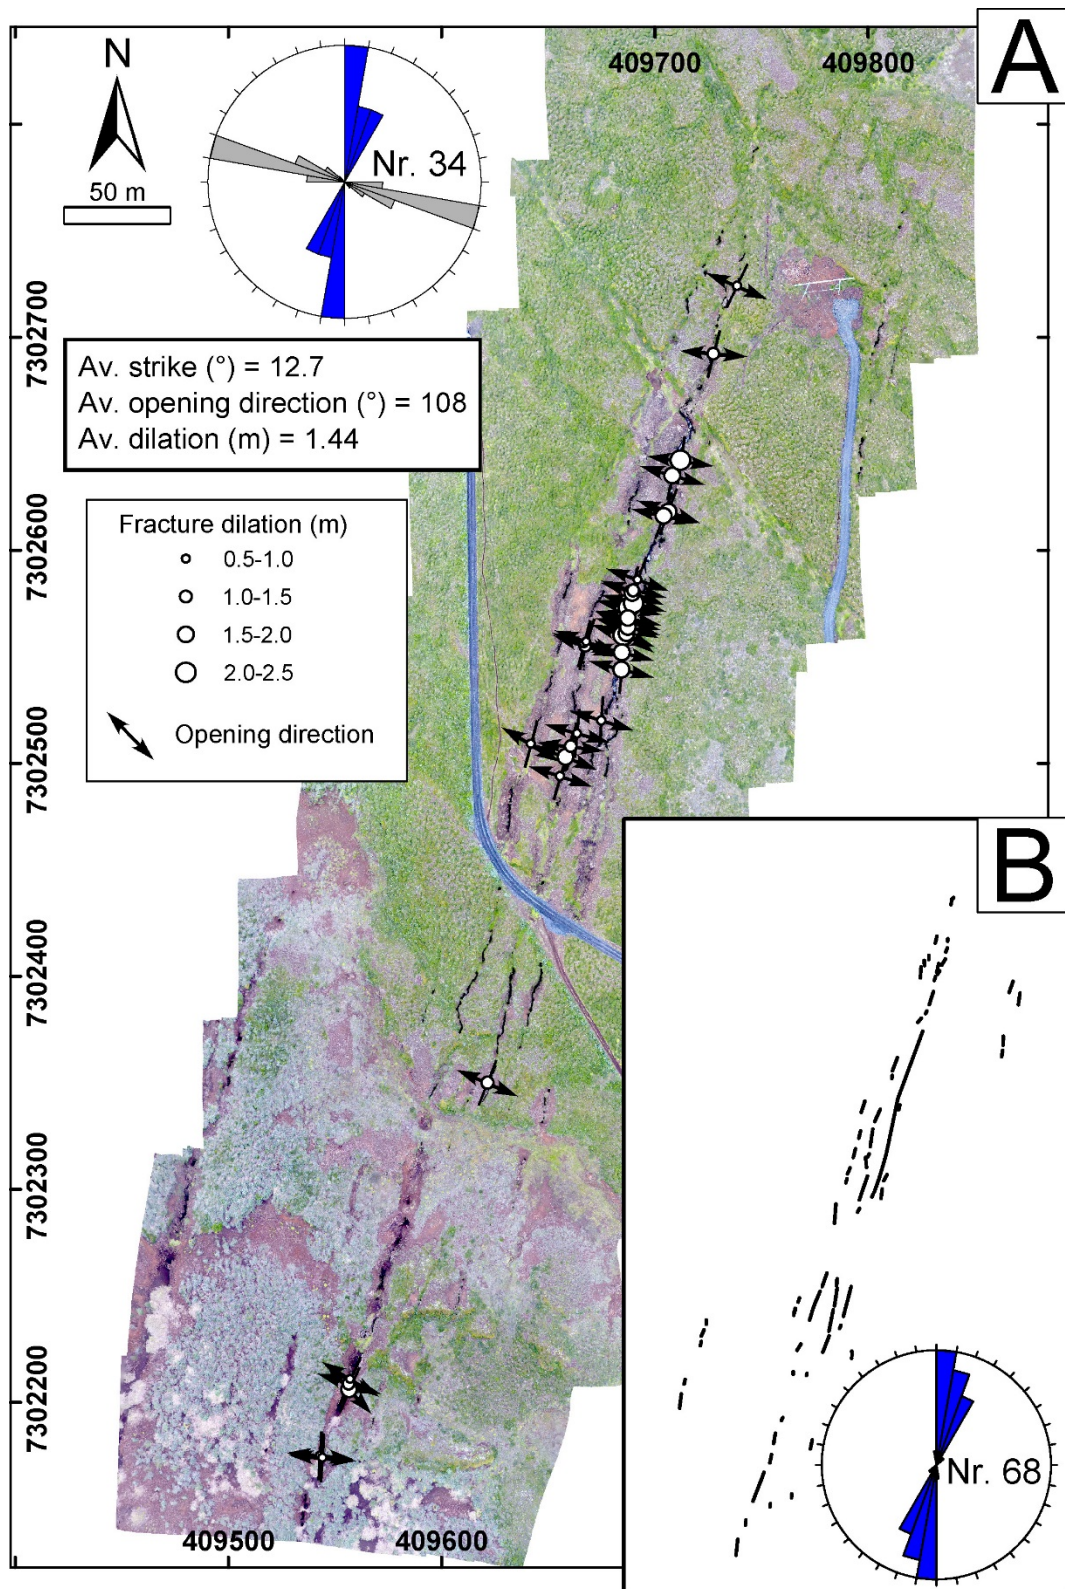 A
409700
409800
N
50 m
Nr. 34
7302700
Av. strike (°) = 12.7
Av. opening direction (°) = 108
Av. dilation (m) = 1.44
7302600
Fracture dilation (m)
0.5-1.0
1.0-1.5
1.5-2.0
2.0-2.5
Opening direction
7302500
B
7302400
7302300
7302200
Nr. 68
409500
409600